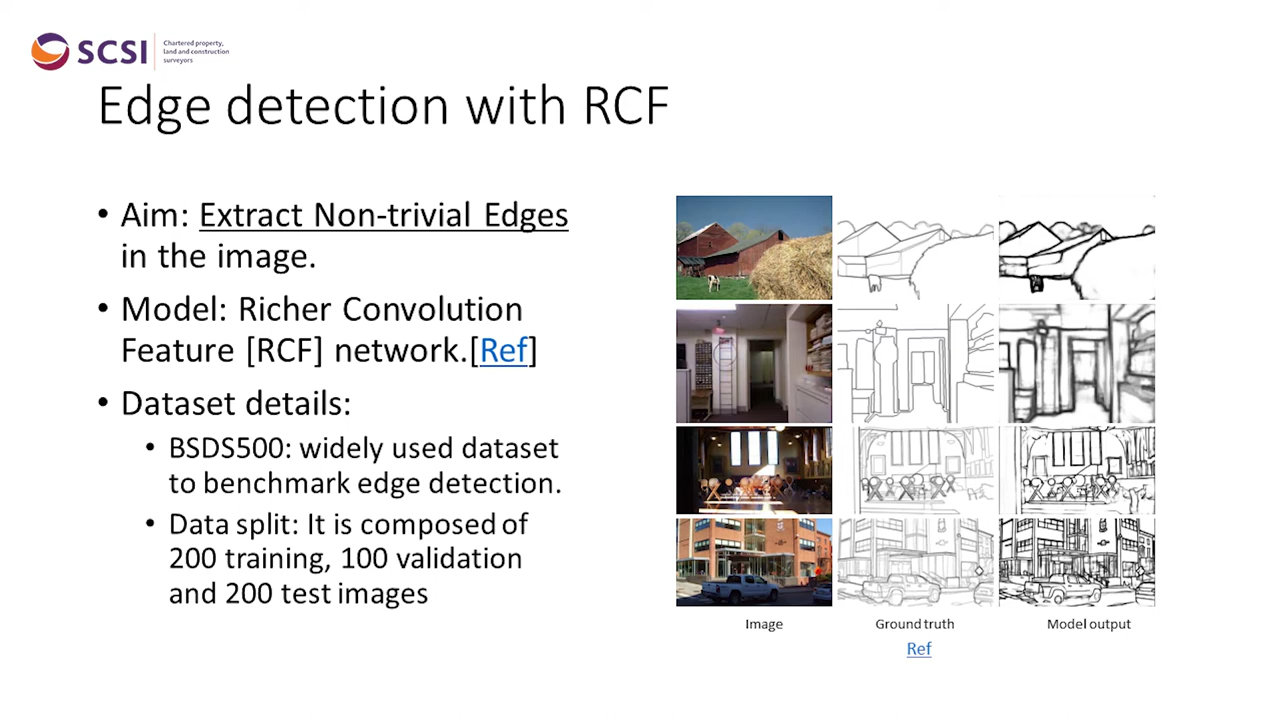 SCSI
Chartered property,
land and construction
surveyors
Edge detection with RCF
• Aim: Extract Non-trivial Edges
in the image.
• Model: Richer Convolution
Feature [RCF] network.[Ref]
• Dataset details:
• BSDS500: widely used dataset
to benchmark edge detection.
• Data split: It is composed of
200 training, 100 validation
and 200 test images
Image
Ground truth
Model output
Ref